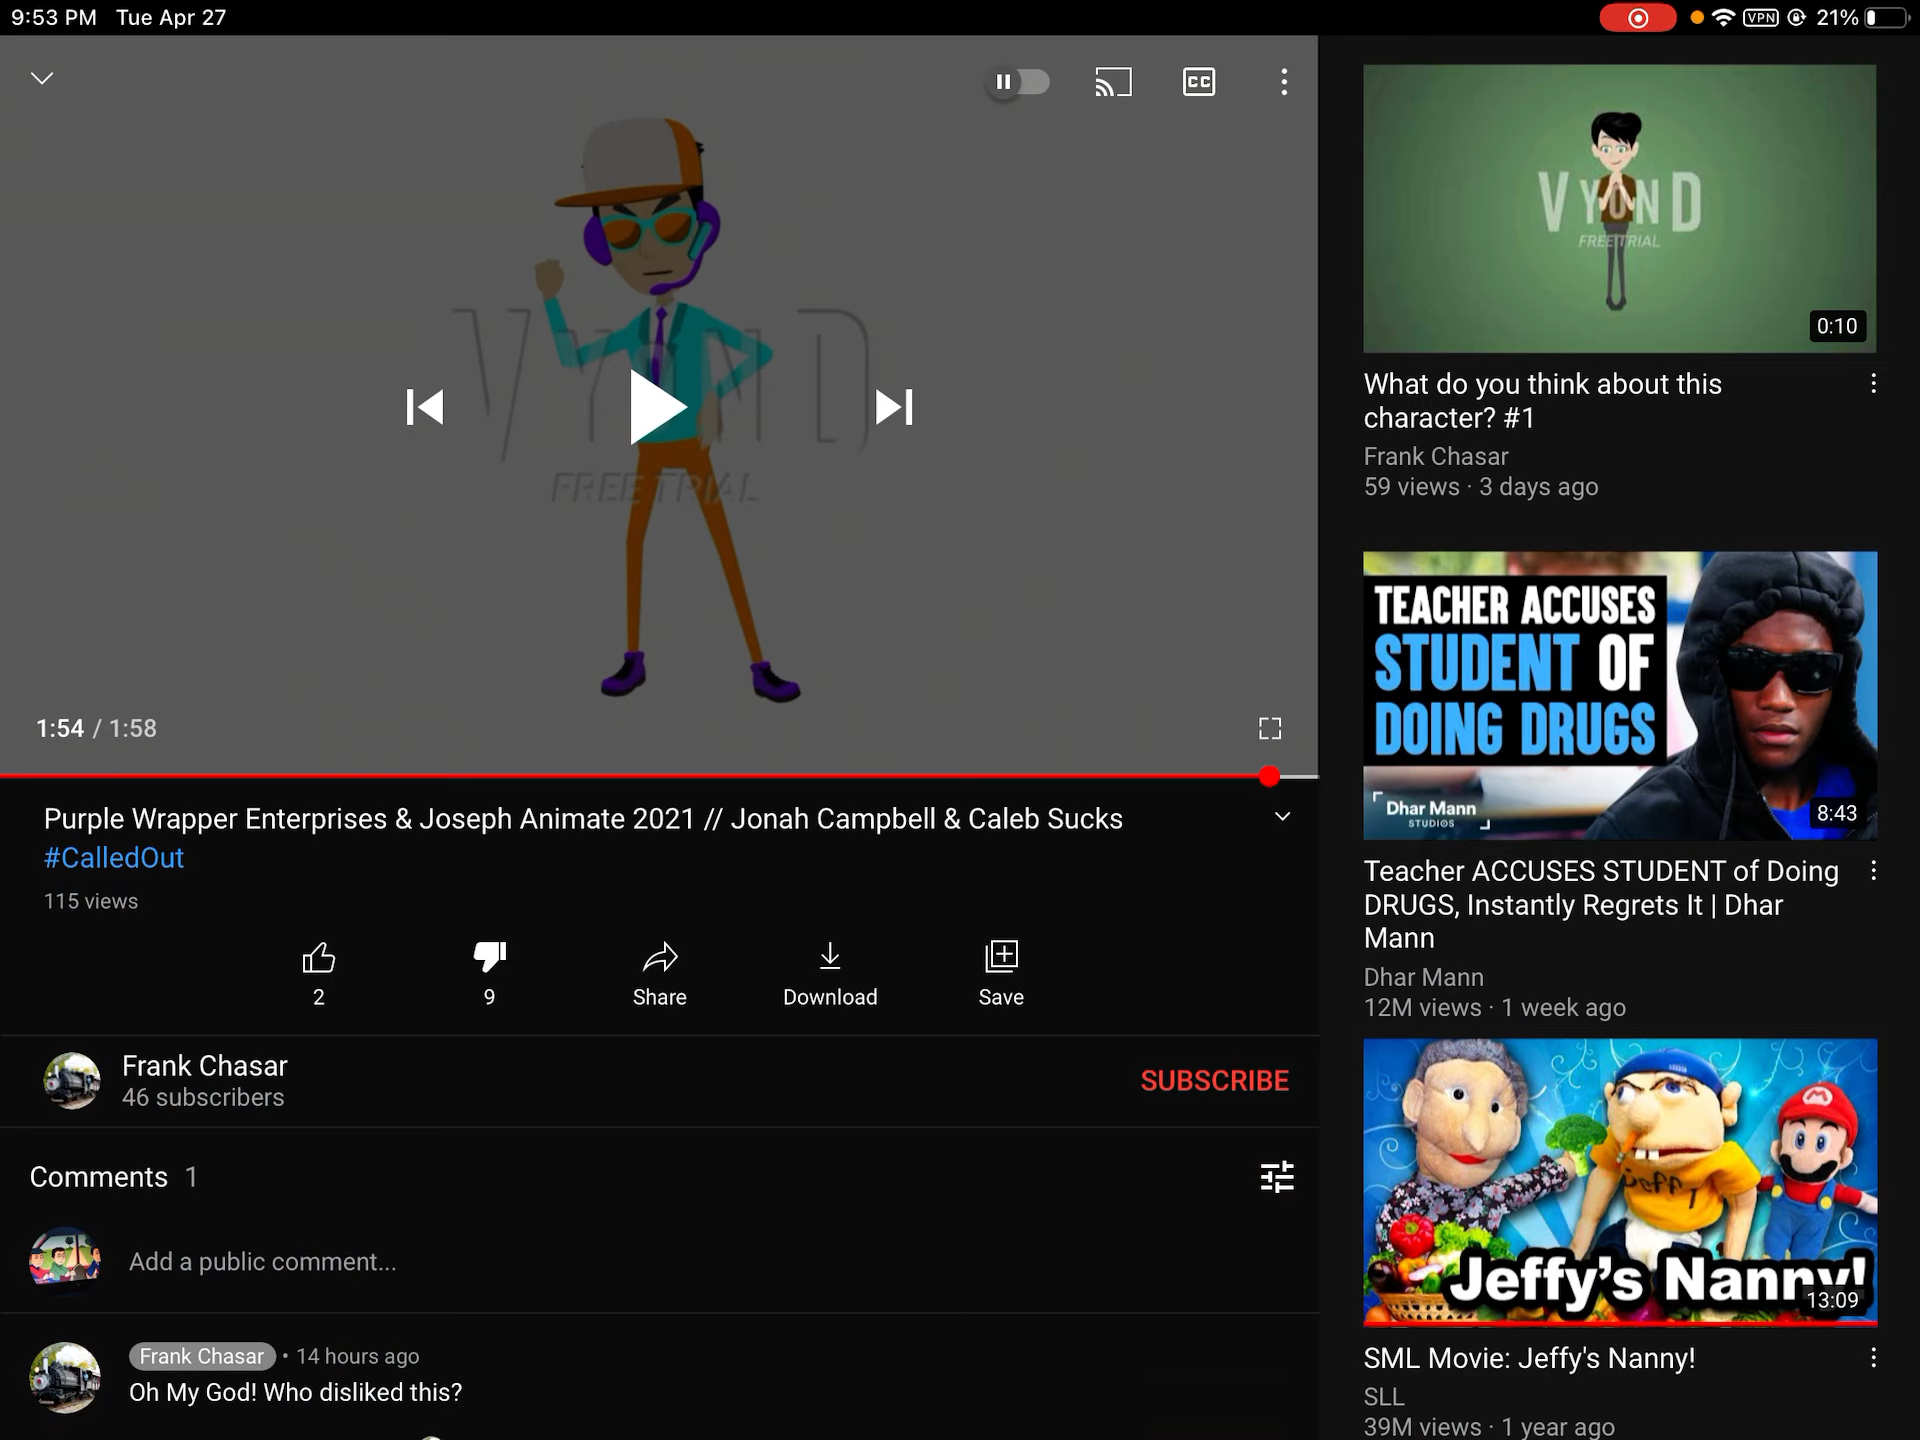 9:53 PM Tue Apr 27
VPN 21%
CC
VYOND
FREE TRIAL
1:54 / 1:58
Purple Wrapper Enterprises & Joseph Animate 2021 // Jonah Campbell & Caleb Sucks
#CalledOut
115 views
2 9 Share Download Save
Frank Chasar
46 subscribers
SUBSCRIBE
Comments 1
Add a public comment...
Frank Chasar • 14 hours ago
Oh My God! Who disliked this?
VYOND
FREE TRIAL
0:10
What do you think about this
character? #1
Frank Chasar
59 views · 3 days ago
TEACHER ACCUSES
STUDENT OF
DOING DRUGS
Dhar Mann
STUDIOS
8:43
Teacher ACCUSES STUDENT of Doing
DRUGS, Instantly Regrets It | Dhar
Mann
Dhar Mann
12M views · 1 week ago
Jeffy
M
Jeffy's Nanny!
13:09
SML Movie: Jeffy's Nanny!
SLL
39M views · 1 year ago